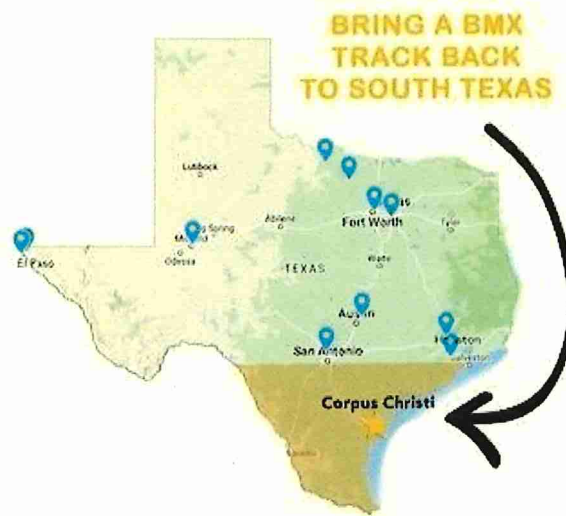 BRING A BMX
TRACK BACK
TO SOUTH TEXAS
Lubbock
Abilene
Fort Worth
Tyler
Spring
Odessa
El Paso
TEXAS
Waco
Austin
San Antonio
Corpus Christi